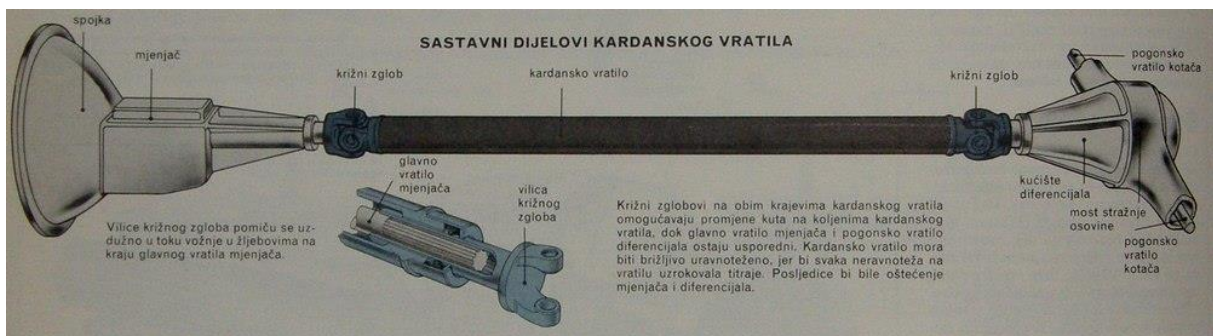 spojka
SASTAVNI DIJELOVI KARDANSKOG VRATILA
mjenjač
križni zglob
kardansko vratilo
križni zglob
pogonsko
vratilo kotača
glavno
vratilo
mjenjača
vilica
križnog
zgloba
Vilice križnog zgloba pomiču se uz-
dužno u toku vožnje u žljebovima na
kraju glavnog vratila mjenjača.
Križni zglobovi na obim krajevima kardanskog vratila
omogućavaju promjene kuta na koljenima kardanskog
vratila, dok glavno vratilo mjenjača i pogonsko vratilo
diferencijala ostaju usporedni. Kardansko vratilo mora
biti brižljivo uravnoteženo, jer bi svaka neravnoteža na
vratilu uzrokovala titraje. Posljedice bi bile oštećenje
mjenjača i diferencijala.
kućište
diferencijala
most stražnje
osovine
pogonsko
vratilo
kotača